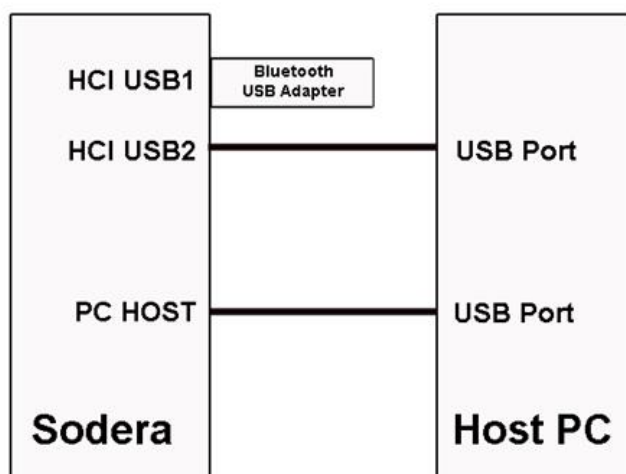 HCI USB1
Bluetooth
USB Adapter
HCI USB2
USB Port
PC HOST
USB Port
Sodera
Host PC